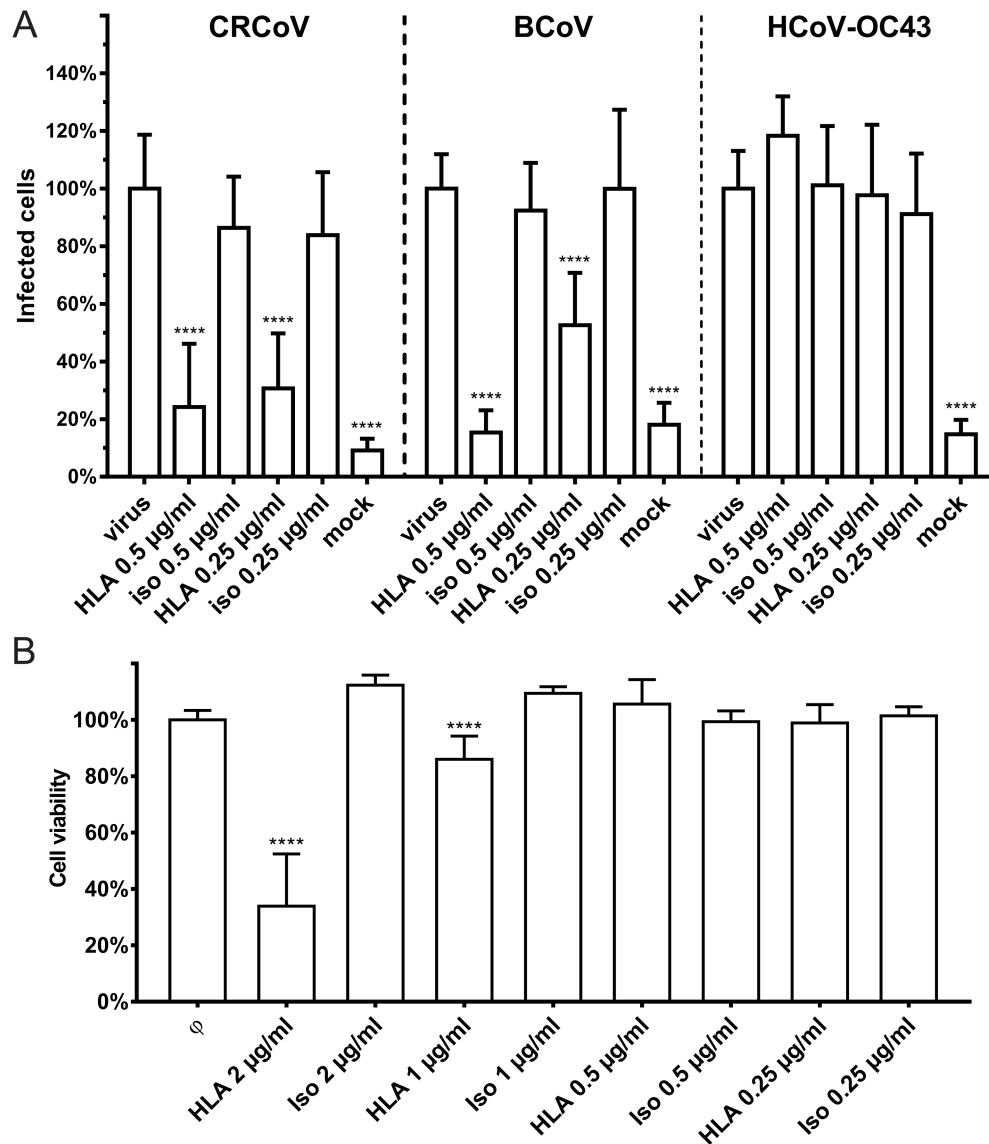 A
CRCoV
BCoV
HCoV-OC43
Infected cells
140%
120%
100%
80%
60%
40%
20%
0%
****
****
****
****
****
****
****
virus
HLA 0.5 µg/ml
iso 0.5 µg/ml
HLA 0.25 µg/ml
iso 0.25 µg/ml
mock
virus
HLA 0.5 µg/ml
iso 0.5 µg/ml
HLA 0.25 µg/ml
iso 0.25 µg/ml
mock
virus
HLA 0.5 µg/ml
iso 0.5 µg/ml
HLA 0.25 µg/ml
iso 0.25 µg/ml
mock
B
Cell viability
100%
80%
60%
40%
20%
0%
****
****
φ
HLA 2 µg/ml
Iso 2 µg/ml
HLA 1 µg/ml
Iso 1 µg/ml
HLA 0.5 µg/ml
Iso 0.5 µg/ml
HLA 0.25 µg/ml
Iso 0.25 µg/ml